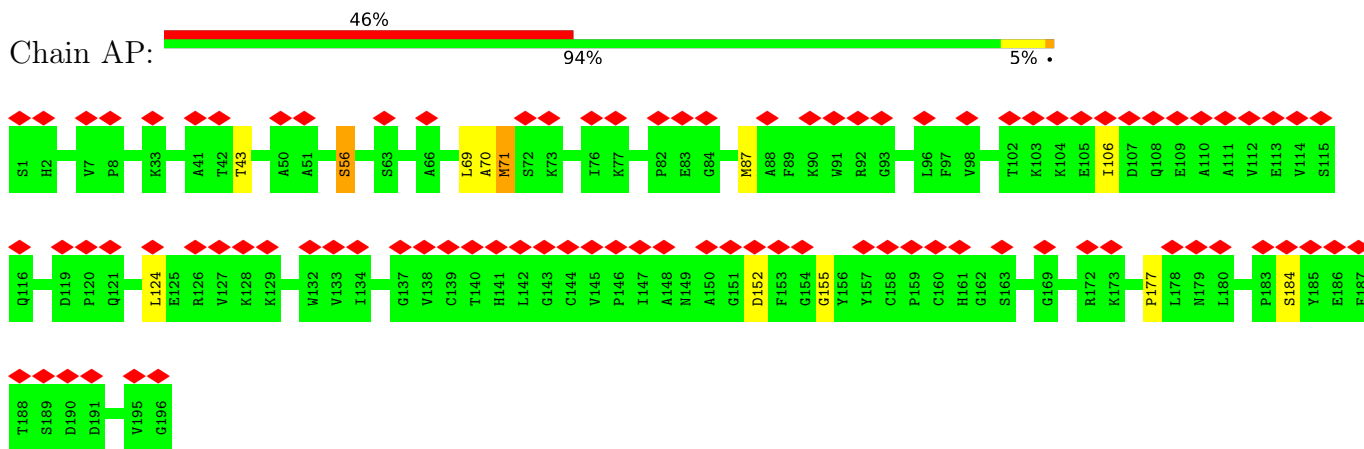 46%
Chain AP:
94% 5% •
S1 H2 V7 P8 K33 A41 T42 T43 A50 A51 S56 S63 A66 L69 A70 M71 S72 K73 I76 K77 P82 E83 G84 M87 A88 F89 K90 W91 R92 G93 L96 F97 V98 T102 K103 K104 E105 I106 D107 Q108 E109 A110 A111 V112 E113 V114 S115
Q116 D119 P120 Q121 L124 E125 R126 V127 K128 K129 W132 V133 I134 G137 V138 C139 T140 H141 L142 G143 C144 V145 P146 I147 A148 N149 A150 G151 D152 F153 G154 G155 Y156 Y157 C158 P159 C160 H161 G162 S163 G169 R172 K173 P177 L178 N179 L180 P183 S184 Y185 E186 F187
T188 S189 D190 D191 V195 G196